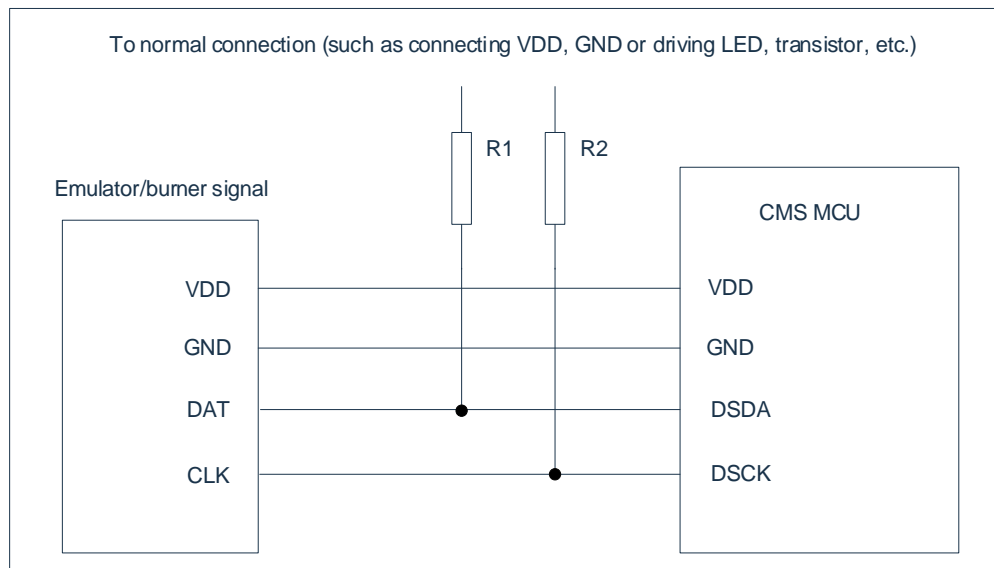 To normal connection (such as connecting VDD, GND or driving LED, transistor, etc.)
R1
R2
Emulator/burner signal
CMS MCU
VDD
VDD
GND
GND
DAT
DSDA
CLK
DSCK